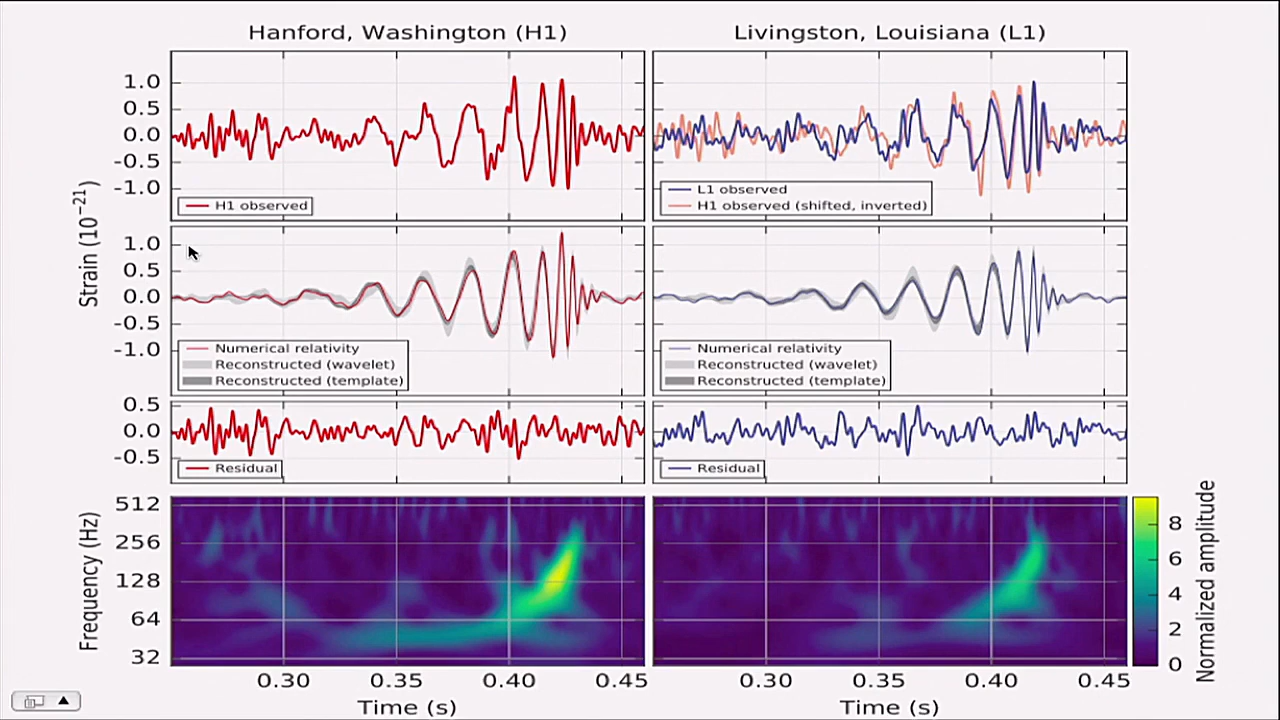 Hanford, Washington (H1)
Livingston, Louisiana (L1)
Strain (10⁻²¹)
1.0
0.5
0.0
-0.5
-1.0
H1 observed
L1 observed
H1 observed (shifted, inverted)
1.0
0.5
0.0
-0.5
-1.0
Numerical relativity
Reconstructed (wavelet)
Reconstructed (template)
Numerical relativity
Reconstructed (wavelet)
Reconstructed (template)
0.5
0.0
-0.5
Residual
Residual
Frequency (Hz)
512
256
128
64
32
8
6
4
2
0
Normalized amplitude
0.30 0.35 0.40 0.45
0.30 0.35 0.40 0.45
Time (s)
Time (s)